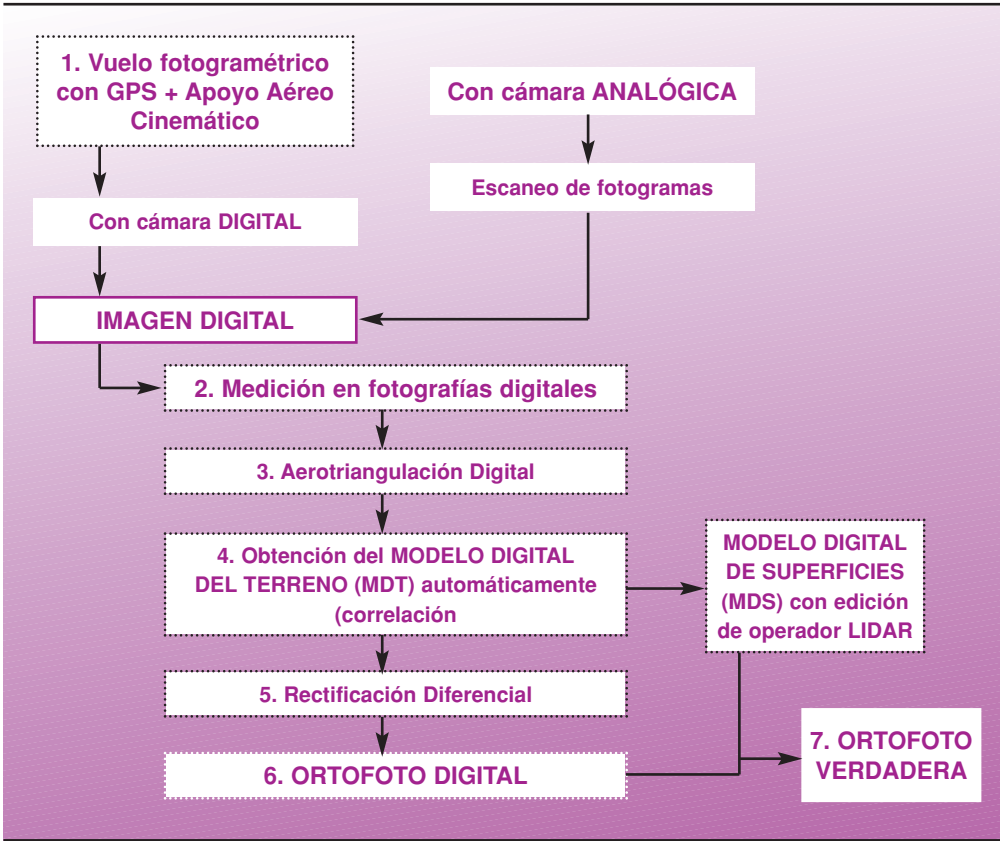 1. Vuelo fotogramétrico
con GPS + Apoyo Aéreo
Cinemático
Con cámara ANALÓGICA
Escaneo de fotogramas
Con cámara DIGITAL
IMAGEN DIGITAL
2. Medición en fotografías digitales
3. Aerotriangulación Digital
4. Obtención del MODELO DIGITAL
DEL TERRENO (MDT) automáticamente
(correlación
MODELO DIGITAL
DE SUPERFICIES
(MDS) con edición
de operador LIDAR
5. Rectificación Diferencial
6. ORTOFOTO DIGITAL
7. ORTOFOTO
VERDADERA